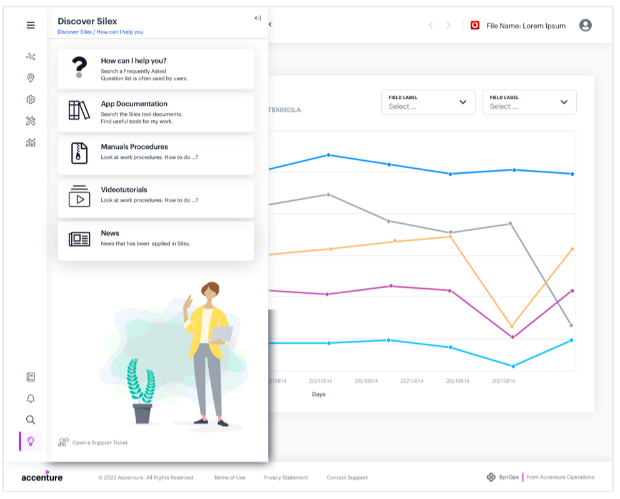 Discover Silex
Discover Silex / How can I help you
File Name: Lorem Ipsum
How can I help you?
Search a Frequently Asked
Question list is often used by users.
App Documentation
Search the Silex tool documents.
Find useful tools for my work.
Manuals Procedures
Look at work procedures. How to do ...?
Videotutorials
Look at work procedures. How to do ...?
News
News that has been applied in Silex.
Open a Support Ticket
TBX8903LA
FIELD LABEL
Select ...
FIELD LABEL
Select ...
210814 20210814 20210814 20210814 20210814
Days
accenture
© 2022 Accenture. All Rights Reserved. Terms of Use Privacy Statement Contact Support
SynOps from Accenture Operations